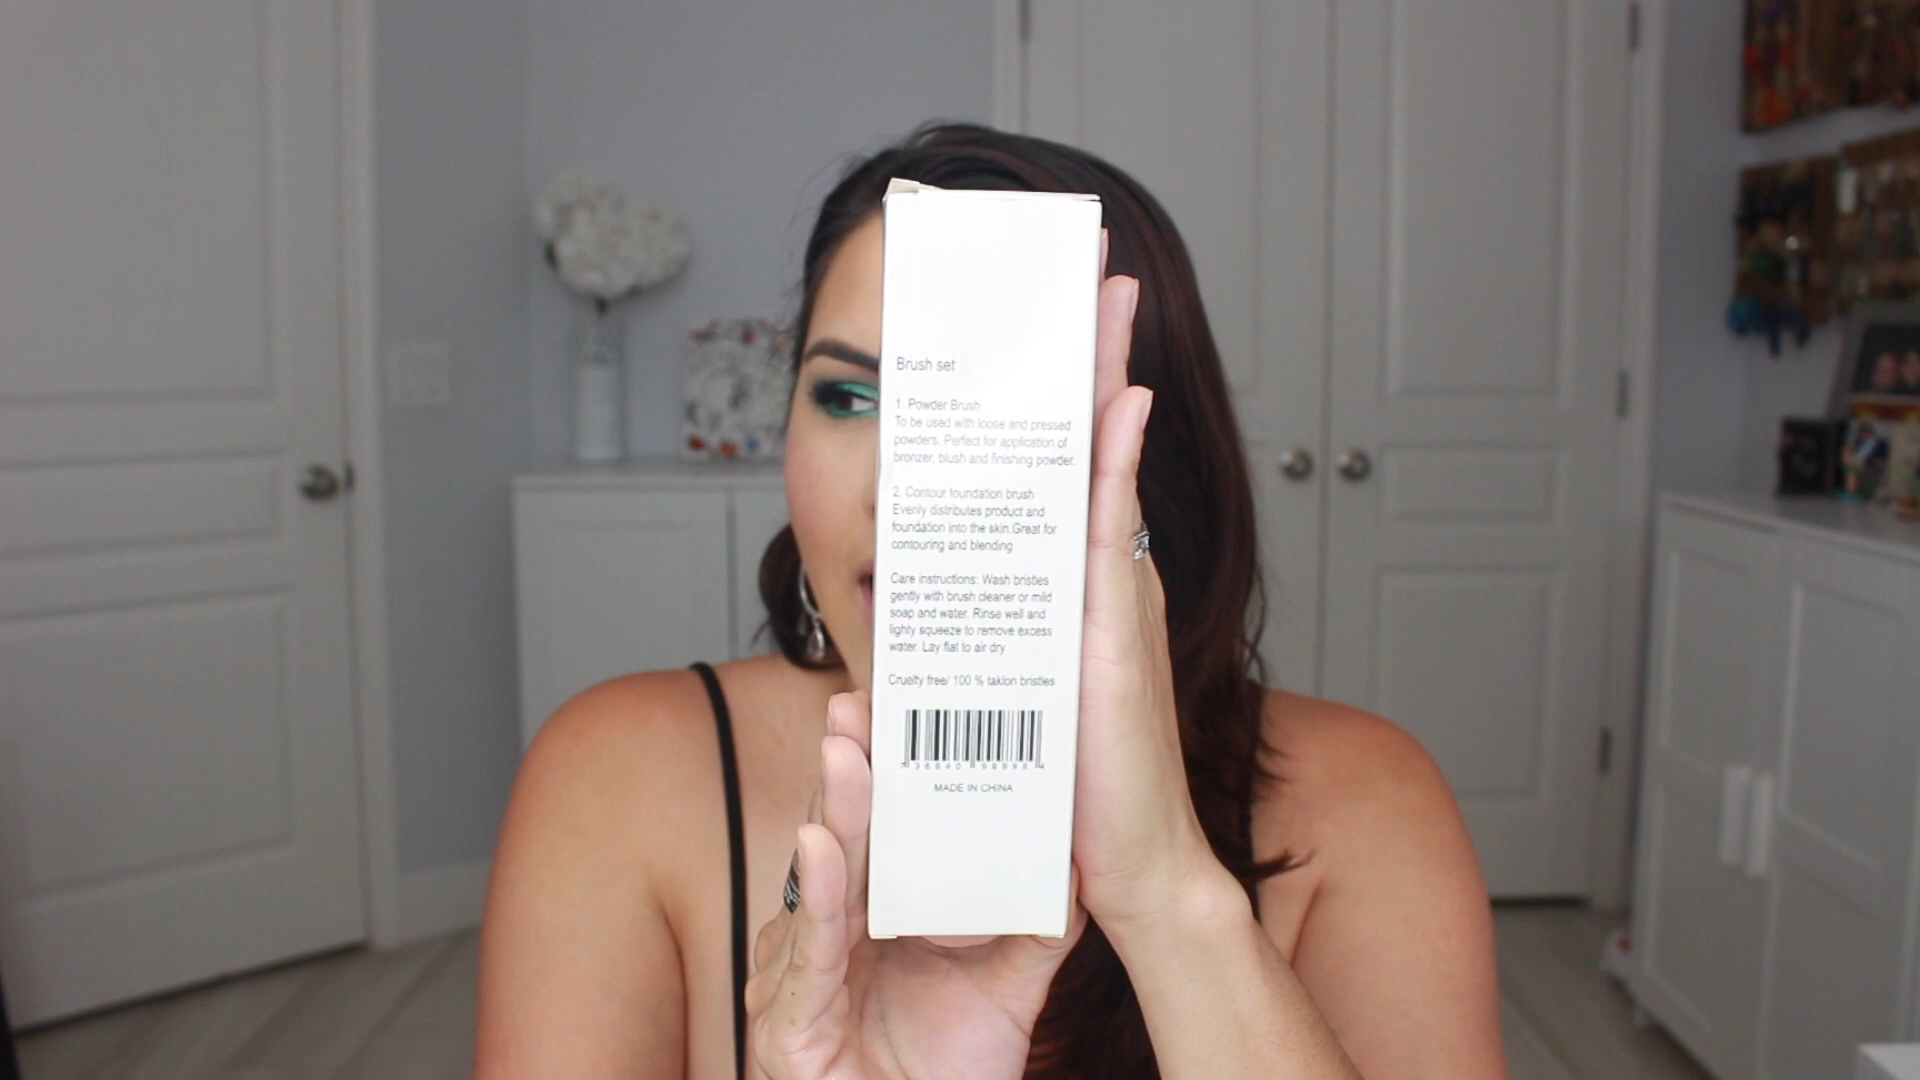 Brush set
1. Powder Brush
To be used with loose and pressed
powders. Perfect for application of
bronzer, blush and finishing powder.
2. Contour foundation brush
Evenly distributes product and
foundation into the skin.Great for
contouring and blending
Care instructions: Wash bristles
gently with brush cleaner or mild
soap and water. Rinse well and
lighty squeeze to remove excess
water. Lay flat to air dry
Cruelty free/ 100 % taklon bristles
MADE IN CHINA